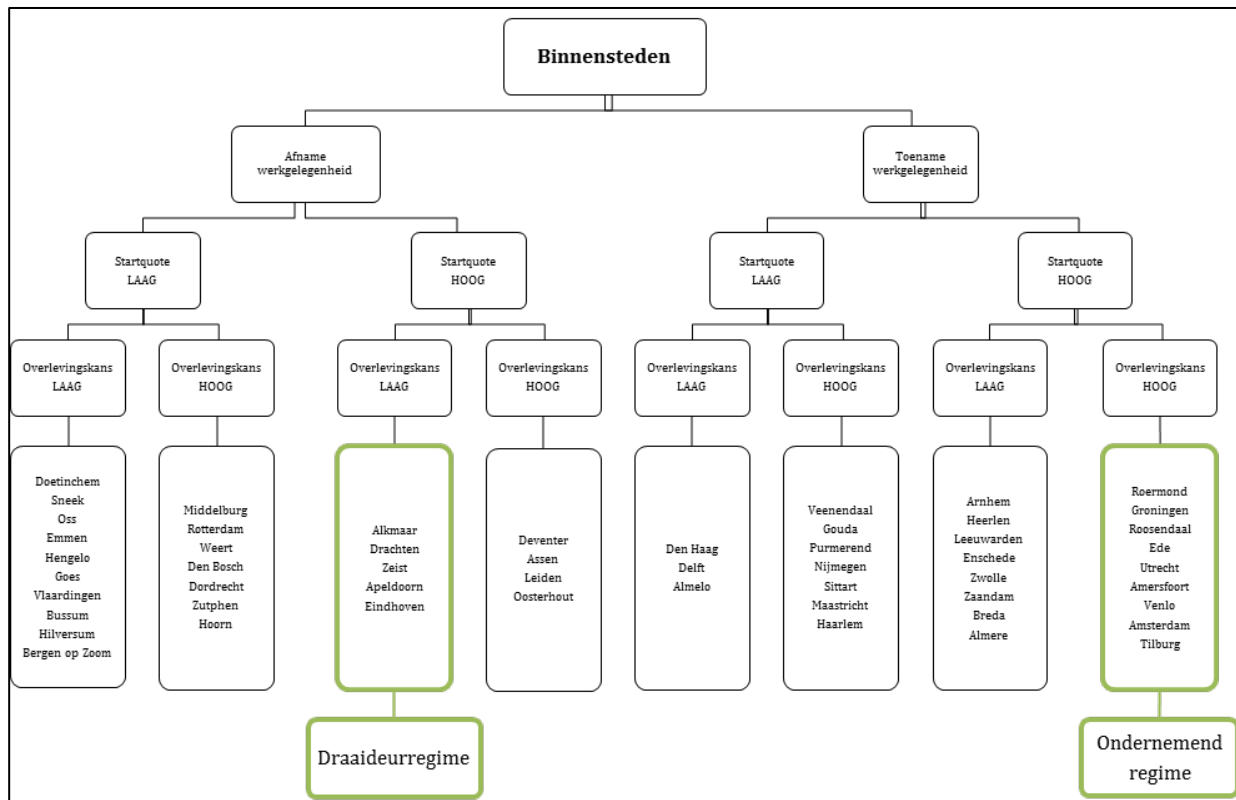 Binnensteden
Afname
werkgelegenheid
Toename
werkgelegenheid
Startquote
LAAG
Startquote
HOOG
Startquote
LAAG
Startquote
HOOG
Overlevingskans
LAAG
Overlevingskans
HOOG
Overlevingskans
LAAG
Overlevingskans
HOOG
Overlevingskans
LAAG
Overlevingskans
HOOG
Overlevingskans
LAAG
Overlevingskans
HOOG
Doetinchem
Sneek
Oss
Emmen
Hengelo
Goes
Vlaardingen
Bussum
Hilversum
Bergen op Zoom
Middelburg
Rotterdam
Weert
Den Bosch
Dordrecht
Zutphen
Hoorn
Alkmaar
Drachten
Zeist
Apeldoorn
Eindhoven
Deventer
Assen
Leiden
Oosterhout
Den Haag
Delft
Almelo
Veenendaal
Gouda
Purmerend
Nijmegen
Sittart
Maastricht
Haarlem
Arnhem
Heerlen
Leeuwarden
Enschede
Zwolle
Zaandam
Breda
Almere
Roermond
Groningen
Roosendaal
Ede
Utrecht
Amersfoort
Venlo
Amsterdam
Tilburg
Draaideurregime
Ondernemend
regime